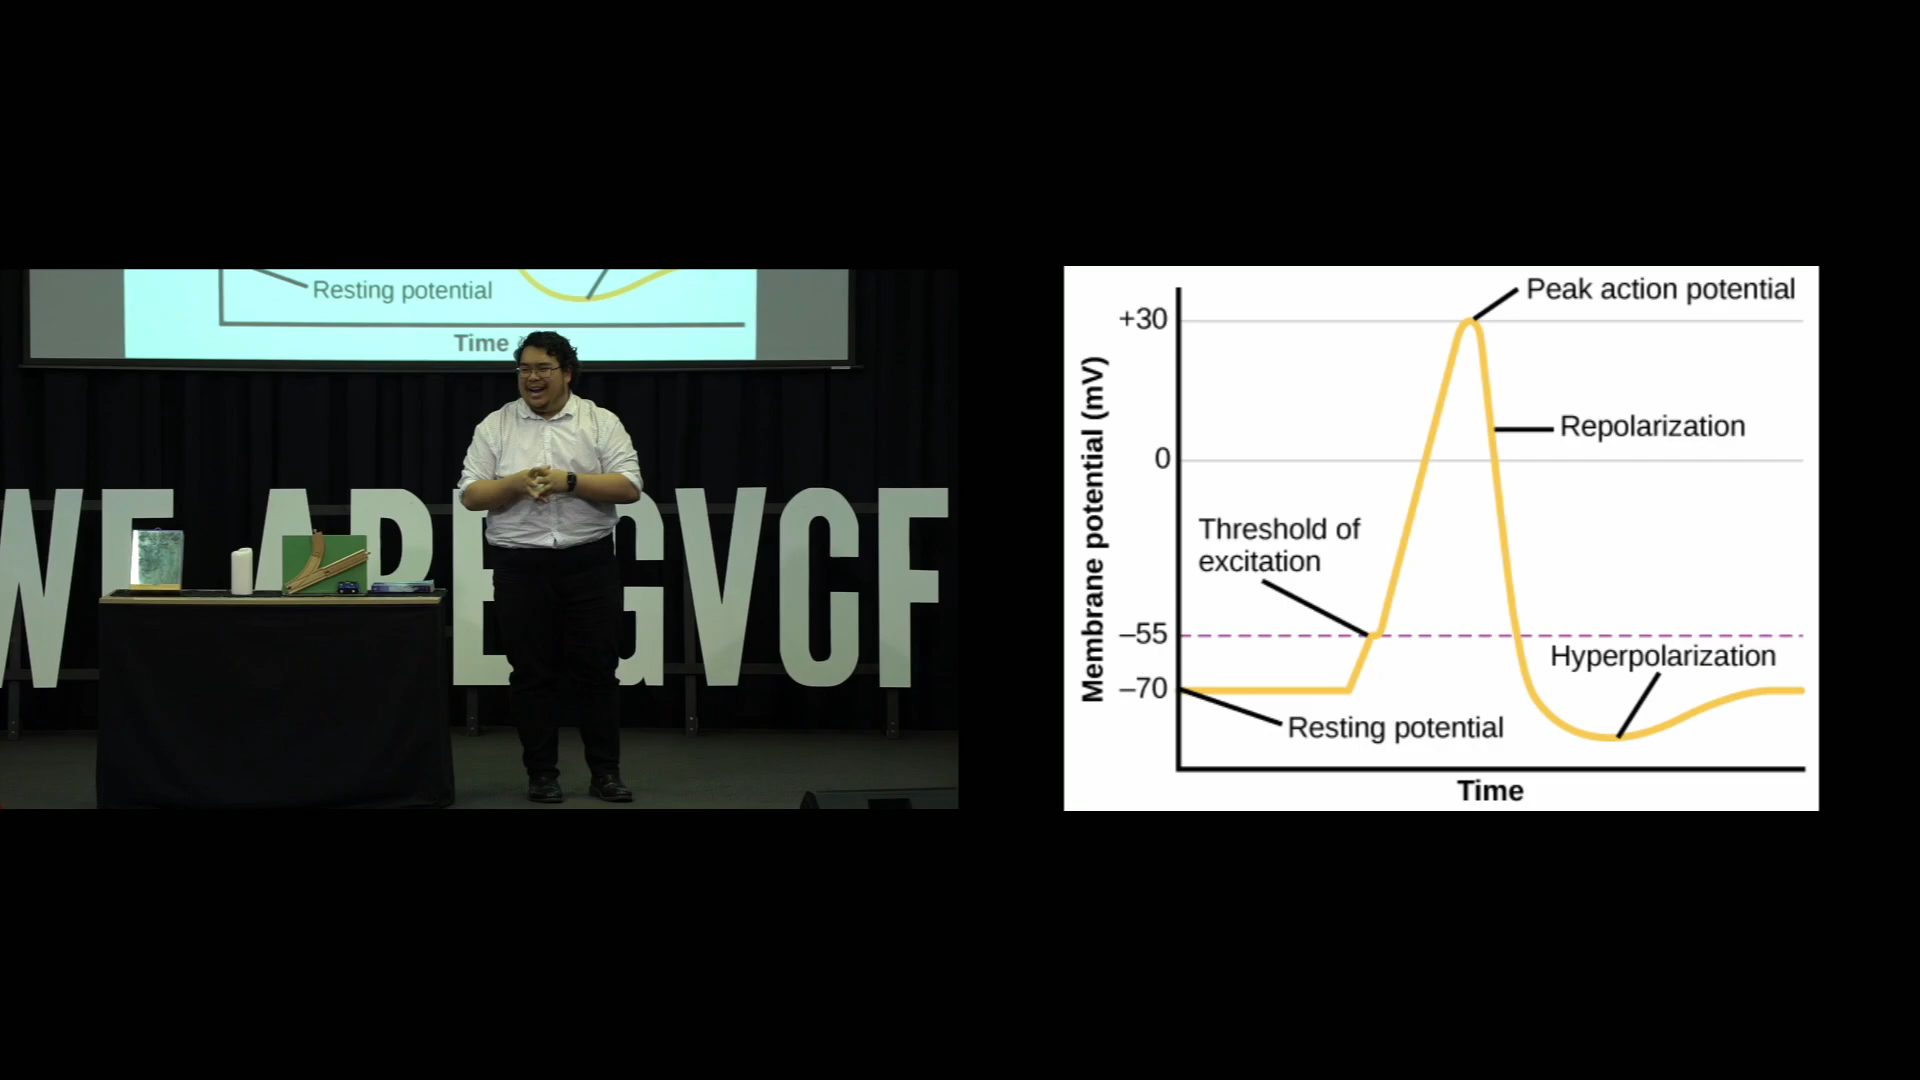 Resting potential
Time
WE ARE GVCF
Peak action potential
+30
Repolarization
0
Membrane potential (mV)
Threshold of
excitation
–55
Hyperpolarization
–70
Resting potential
Time